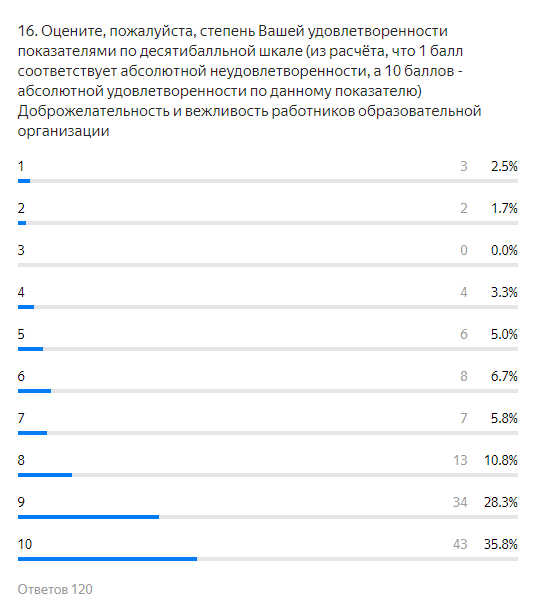 16. Оцените, пожалуйста, степень Вашей удовлетворенности
показателями по десятибалльной шкале (из расчёта, что 1 балл
соответствует абсолютной неудовлетворенности, а 10 баллов -
абсолютной удовлетворенности по данному показателю)
Доброжелательность и вежливость работников образовательной
организации
1 3 2.5%
2 2 1.7%
3 0 0.0%
4 4 3.3%
5 6 5.0%
6 8 6.7%
7 7 5.8%
8 13 10.8%
9 34 28.3%
10 43 35.8%
Ответов 120